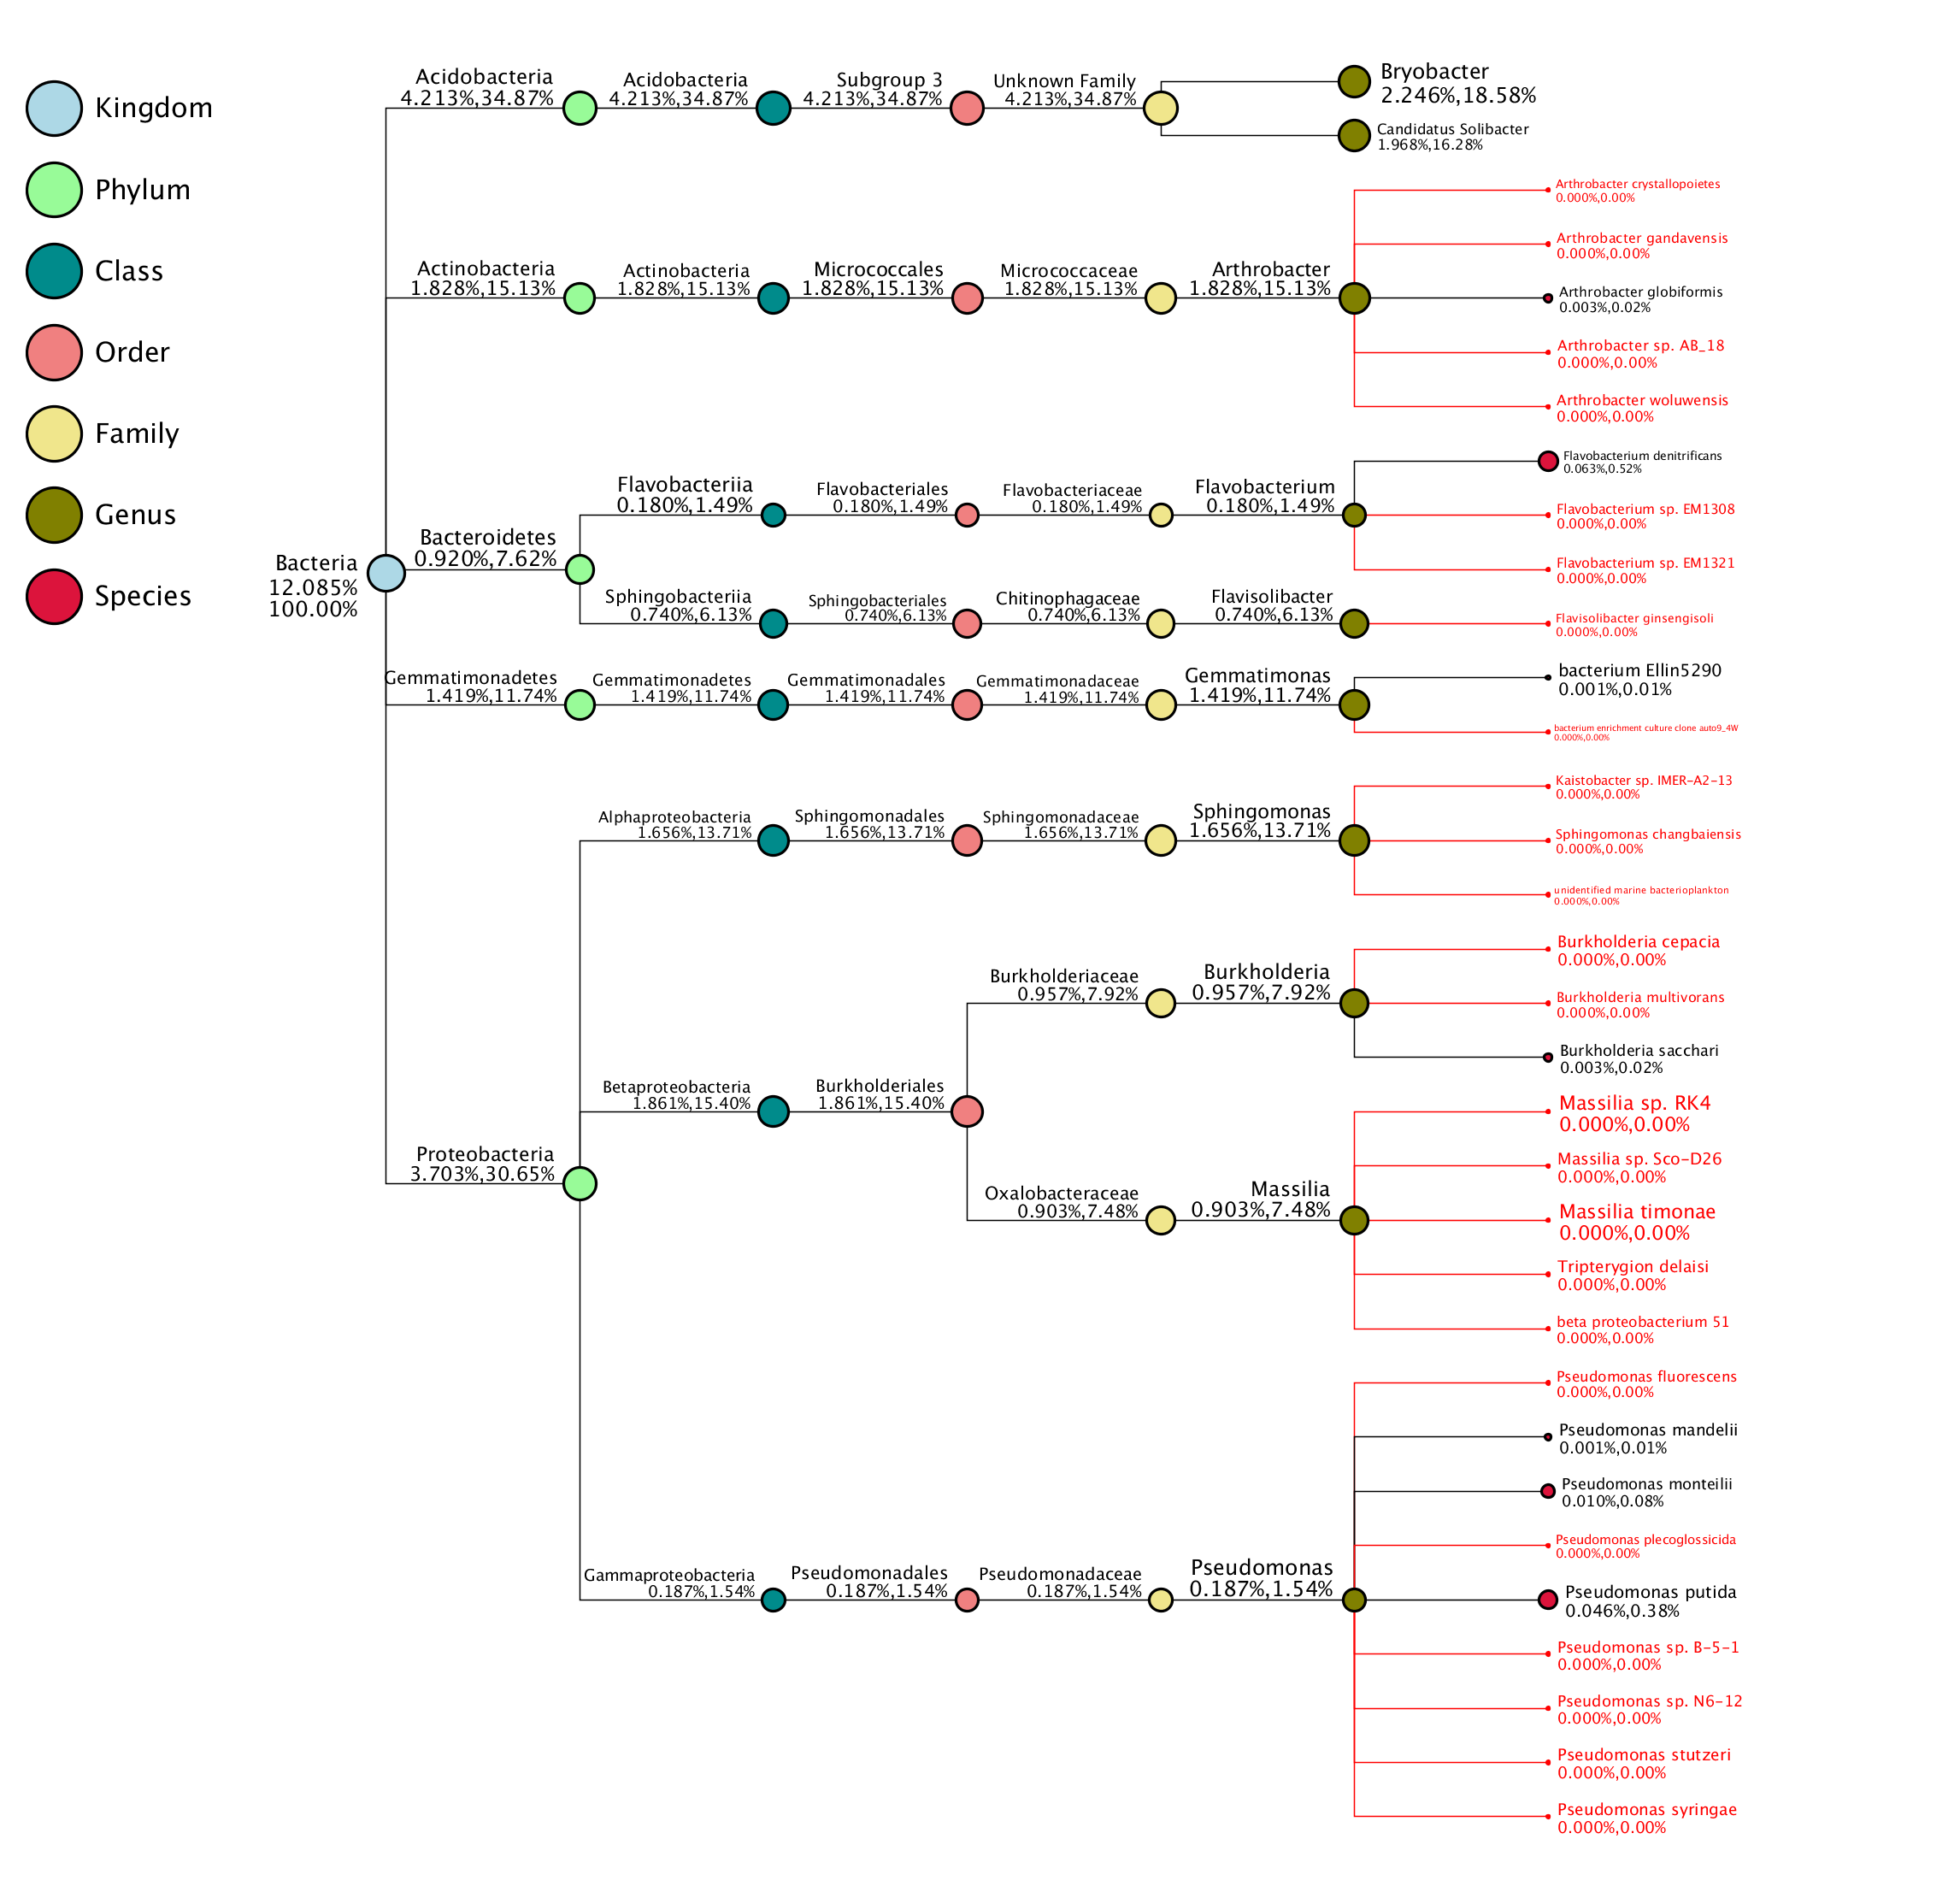 Kingdom
Phylum
Class
Order
Family
Genus
Species
Bacteria
12.085%
100.00%
Acidobacteria
4.213%,34.87%
Acidobacteria
4.213%,34.87%
Subgroup 3
4.213%,34.87%
Unknown Family
4.213%,34.87%
Bryobacter
2.246%,18.58%
Candidatus Solibacter
1.968%,16.28%
Actinobacteria
1.828%,15.13%
Actinobacteria
1.828%,15.13%
Micrococcales
1.828%,15.13%
Micrococcaceae
1.828%,15.13%
Arthrobacter
1.828%,15.13%
Arthrobacter crystallopoietes
0.000%,0.00%
Arthrobacter gandavensis
0.000%,0.00%
Arthrobacter globiformis
0.003%,0.02%
Arthrobacter sp. AB_18
0.000%,0.00%
Arthrobacter woluwensis
0.000%,0.00%
Bacteroidetes
0.920%,7.62%
Flavobacteriia
0.180%,1.49%
Flavobacteriales
0.180%,1.49%
Flavobacteriaceae
0.180%,1.49%
Flavobacterium
0.180%,1.49%
Flavobacterium denitrificans
0.063%,0.52%
Flavobacterium sp. EM1308
0.000%,0.00%
Flavobacterium sp. EM1321
0.000%,0.00%
Sphingobacteriia
0.740%,6.13%
Sphingobacteriales
0.740%,6.13%
Chitinophagaceae
0.740%,6.13%
Flavisolibacter
0.740%,6.13%
Flavisolibacter ginsengisoli
0.000%,0.00%
Gemmatimonadetes
1.419%,11.74%
Gemmatimonadetes
1.419%,11.74%
Gemmatimonadales
1.419%,11.74%
Gemmatimonadaceae
1.419%,11.74%
Gemmatimonas
1.419%,11.74%
bacterium Ellin5290
0.001%,0.01%
bacterium enrichment culture clone auto9_4W
0.000%,0.00%
Proteobacteria
3.703%,30.65%
Alphaproteobacteria
1.656%,13.71%
Sphingomonadales
1.656%,13.71%
Sphingomonadaceae
1.656%,13.71%
Sphingomonas
1.656%,13.71%
Kaistobacter sp. IMER-A2-13
0.000%,0.00%
Sphingomonas changbaiensis
0.000%,0.00%
unidentified marine bacterioplankton
0.000%,0.00%
Betaproteobacteria
1.861%,15.40%
Burkholderiales
1.861%,15.40%
Burkholderiaceae
0.957%,7.92%
Burkholderia
0.957%,7.92%
Burkholderia cepacia
0.000%,0.00%
Burkholderia multivorans
0.000%,0.00%
Burkholderia sacchari
0.003%,0.02%
Oxalobacteraceae
0.903%,7.48%
Massilia
0.903%,7.48%
Massilia sp. RK4
0.000%,0.00%
Massilia sp. Sco-D26
0.000%,0.00%
Massilia timonae
0.000%,0.00%
Tripterygion delaisi
0.000%,0.00%
beta proteobacterium 51
0.000%,0.00%
Gammaproteobacteria
0.187%,1.54%
Pseudomonadales
0.187%,1.54%
Pseudomonadaceae
0.187%,1.54%
Pseudomonas
0.187%,1.54%
Pseudomonas fluorescens
0.000%,0.00%
Pseudomonas mandelii
0.001%,0.01%
Pseudomonas monteilii
0.010%,0.08%
Pseudomonas plecoglossicida
0.000%,0.00%
Pseudomonas putida
0.046%,0.38%
Pseudomonas sp. B-5-1
0.000%,0.00%
Pseudomonas sp. N6-12
0.000%,0.00%
Pseudomonas stutzeri
0.000%,0.00%
Pseudomonas syringae
0.000%,0.00%